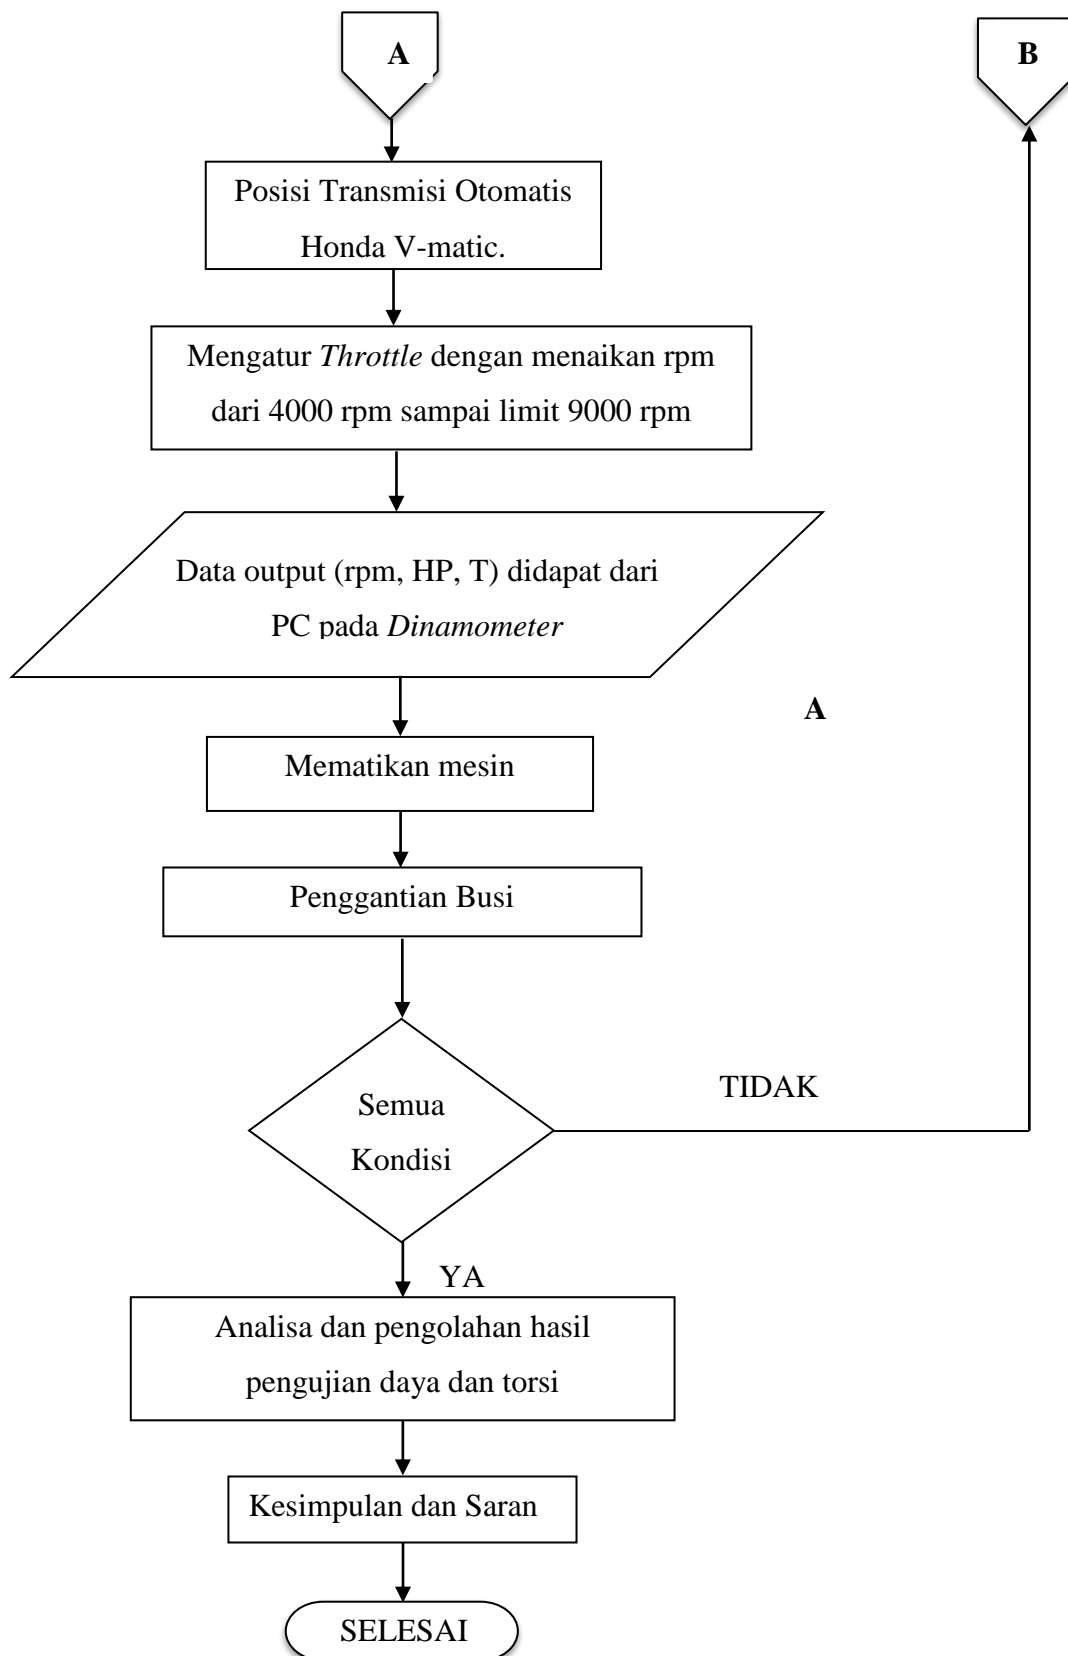 A
B
Posisi Transmisi Otomatis
Honda V-matic.
Mengatur Throttle dengan menaikan rpm
dari 4000 rpm sampai limit 9000 rpm
Data output (rpm, HP, T) didapat dari
PC pada Dinamometer
A
Mematikan mesin
Penggantian Busi
TIDAK
Semua
Kondisi
YA
Analisa dan pengolahan hasil
pengujian daya dan torsi
Kesimpulan dan Saran
SELESAI